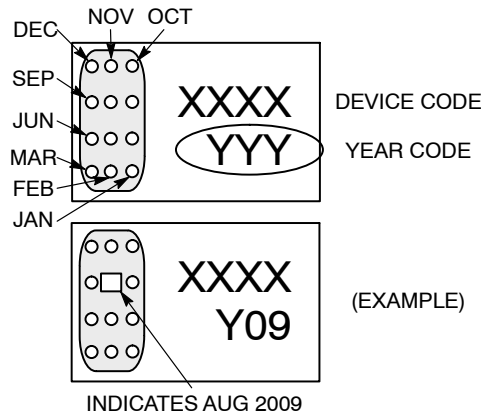 DEC NOV OCT
SEP
JUN
MAR
FEB
JAN
XXXX DEVICE CODE
YYY YEAR CODE
XXXX
Y09
(EXAMPLE)
INDICATES AUG 2009